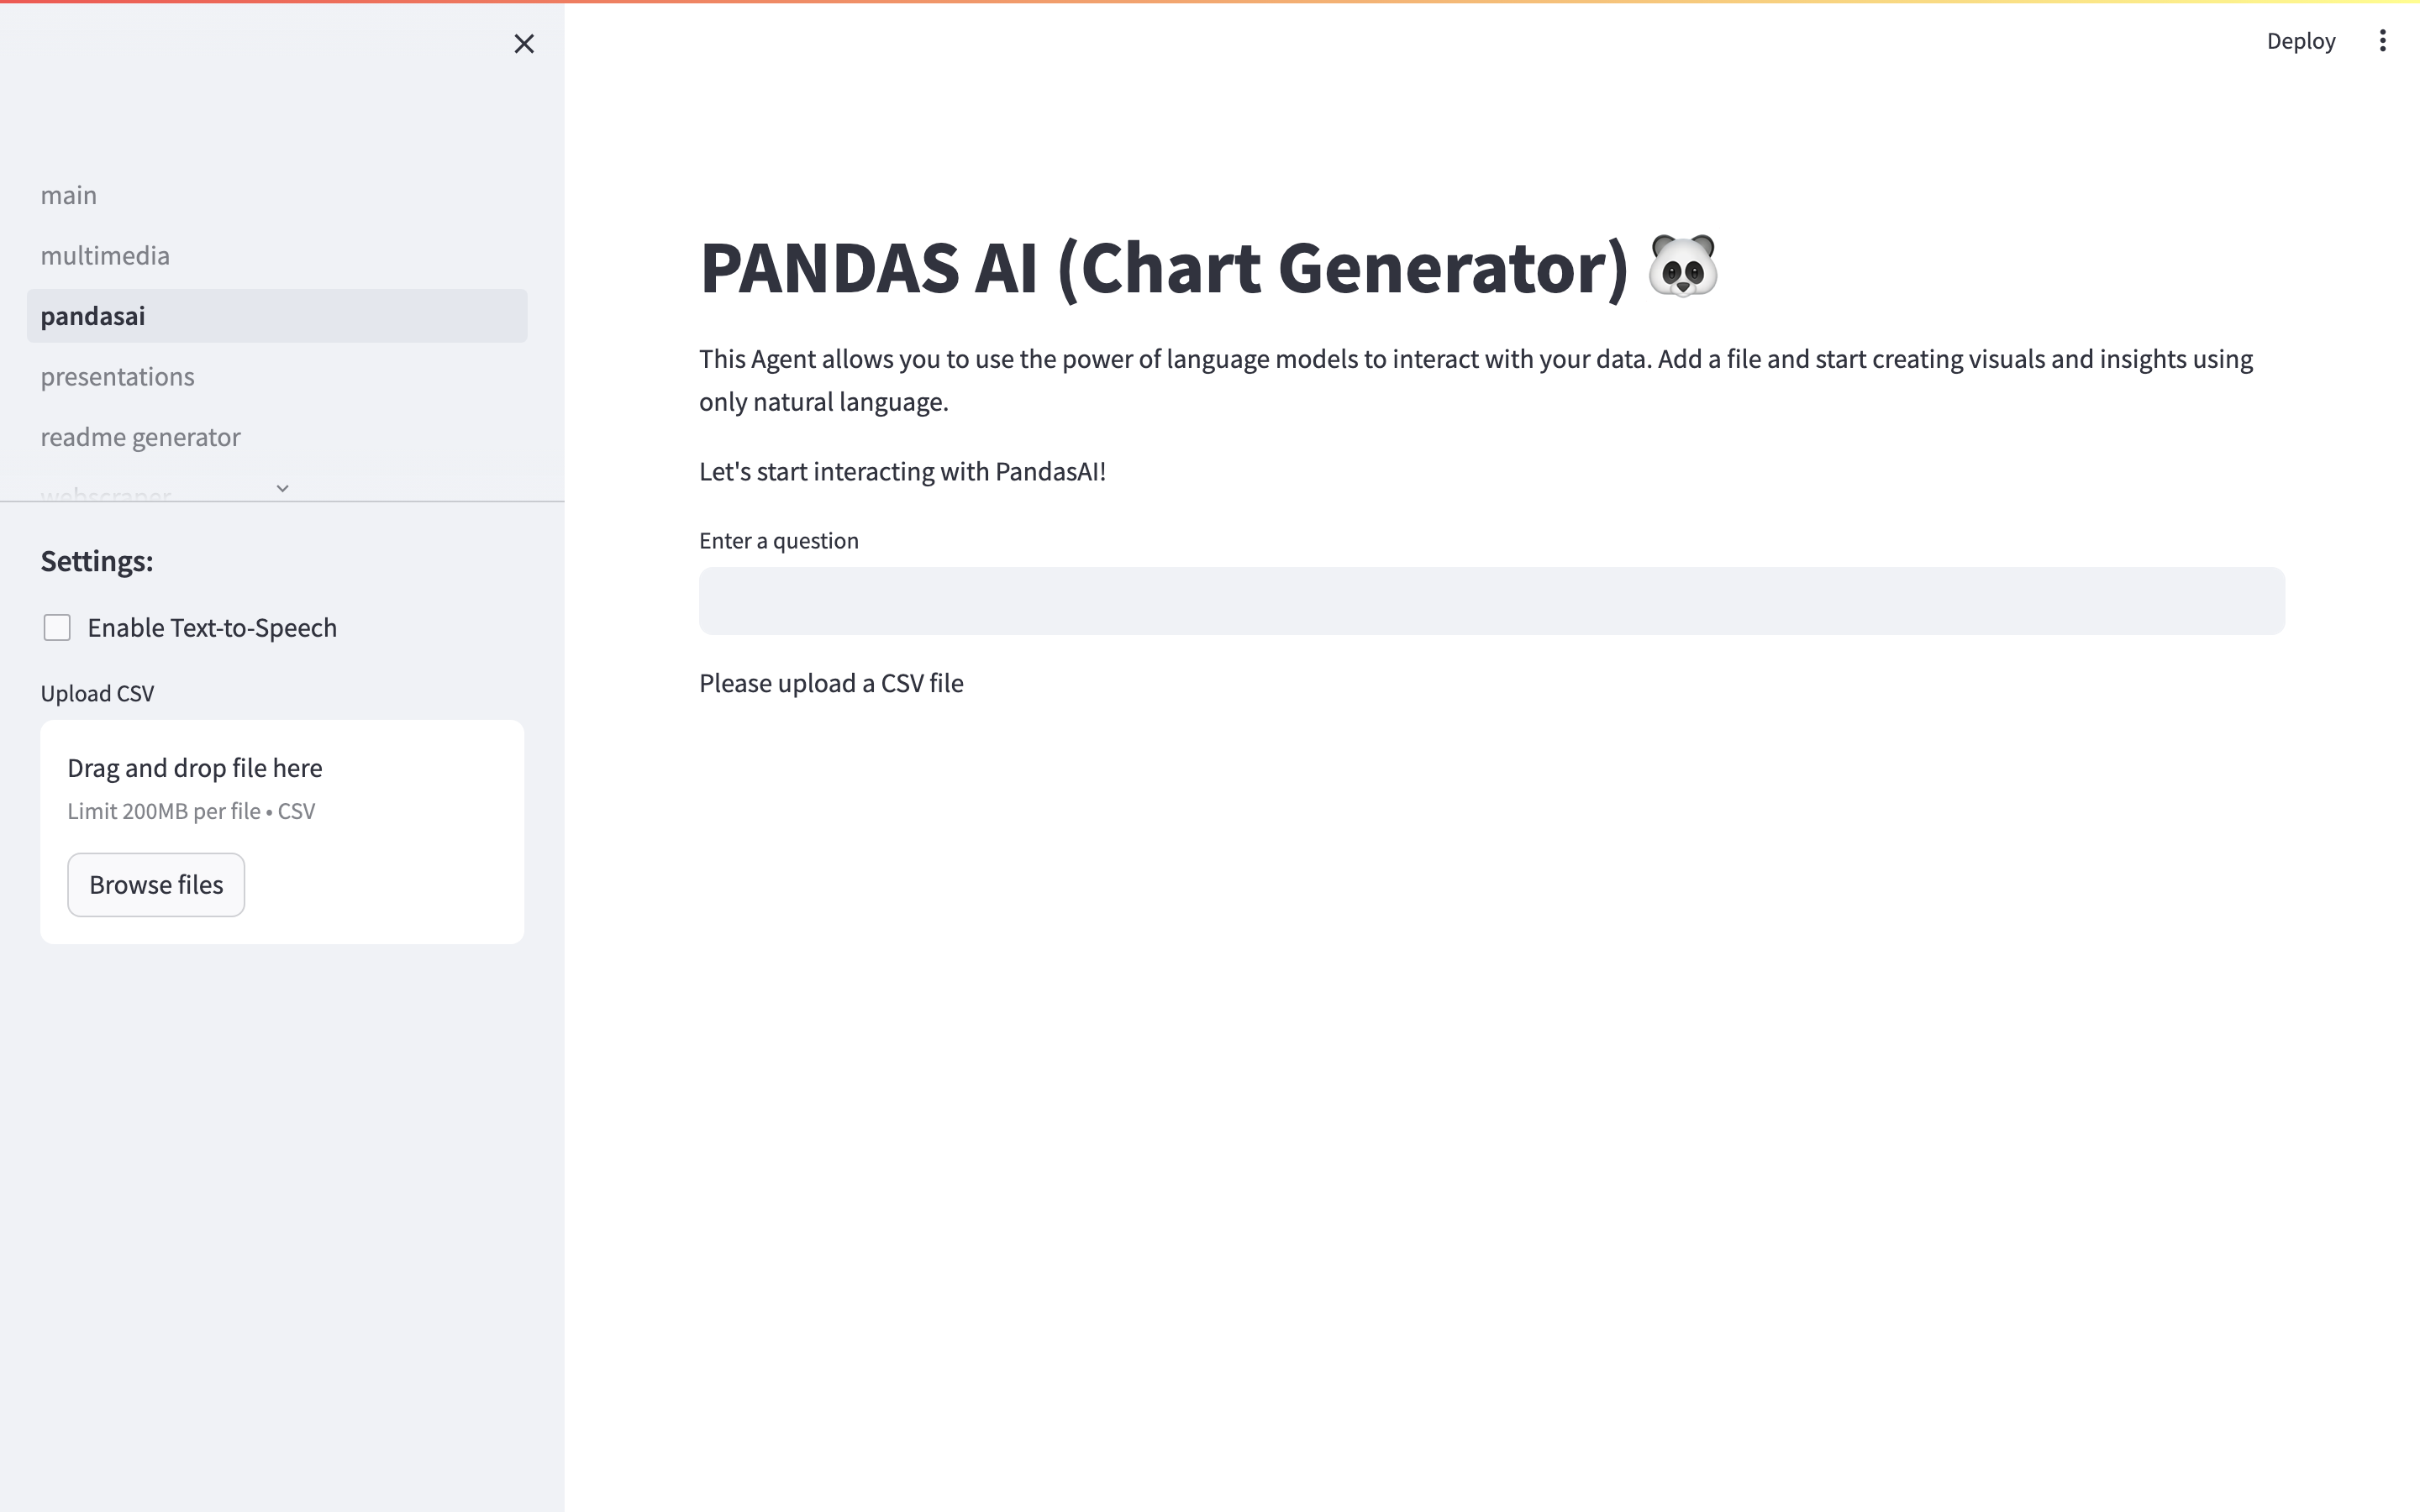 Deploy
main
multimedia
pandasai
presentations
readme generator
webscraper
Settings:
Enable Text-to-Speech
Upload CSV
Drag and drop file here
Limit 200MB per file • CSV
Browse files
PANDAS AI (Chart Generator) 🐼
This Agent allows you to use the power of language models to interact with your data. Add a file and start creating visuals and insights using
only natural language.
Let's start interacting with PandasAI!
Enter a question
Please upload a CSV file